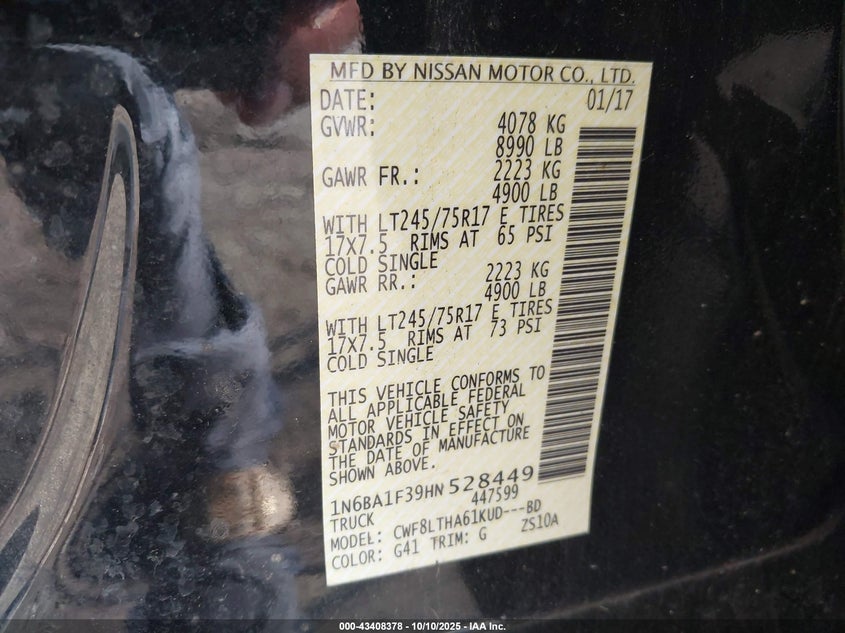 MFD BY NISSAN MOTOR CO., LTD.
DATE: 01/17
GVWR: 4078 KG
8990 LB
GAWR FR.: 2223 KG
4900 LB
WITH LT245/75R17 E TIRES
17X7.5 RIMS AT 65 PSI
COLD SINGLE
GAWR RR.: 2223 KG
4900 LB
WITH LT245/75R17 E TIRES
17X7.5 RIMS AT 73 PSI
COLD SINGLE
THIS VEHICLE CONFORMS TO
ALL APPLICABLE FEDERAL
MOTOR VEHICLE SAFETY
STANDARDS IN EFFECT ON
THE DATE OF MANUFACTURE
SHOWN ABOVE.
1N6BA1F39HN528449
TRUCK 447599
MODEL: CWF8LTHA61KUD---BD
COLOR: G41 TRIM: G ZS10A
000-43408378 - 10/10/2025 - IAA Inc.